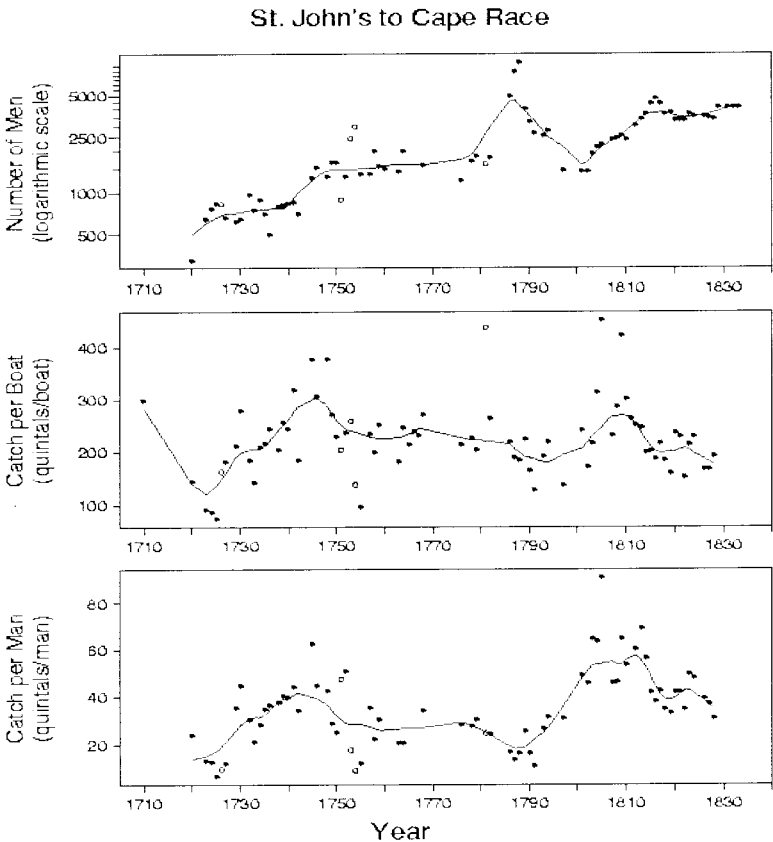 St. John's to Cape Race
Number of Men
(logarithmic scale)
5000
2500
1000
500
1710 1730 1750 1770 1790 1810 1830
Catch per Boat
(quintals/boat)
400
300
200
100
1710 1730 1750 1770 1790 1810 1830
Catch per Man
(quintals/man)
80
60
40
20
1710 1730 1750 1770 1790 1810 1830
Year